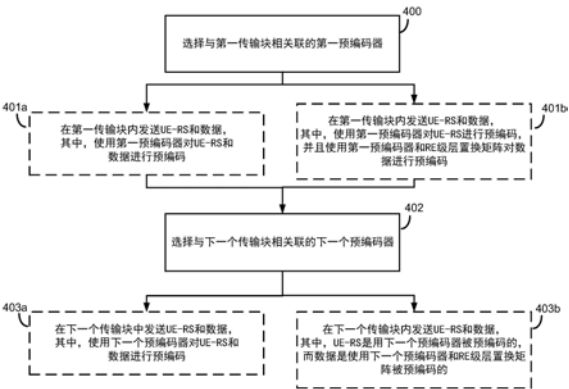 400
选择与第一传输块相关联的第一预编码器
401a
在第一传输块内发送UE-RS和数据,
其中, 使用第一预编码器对UE-RS和
数据进行预编码
401b
在第一传输块内发送UE-RS和数据,
其中, 使用第一预编码器对UE-RS进行预编码,
并且使用第一预编码器和RE级层置换矩阵对数
据进行预编码
402
选择与下一个传输块相关联的下一个预编码器
403a
在下一个传输块中发送UE-RS和数据,
其中, 使用下一个预编码器对UE-RS和
数据进行预编码
403b
在下一个传输块内发送UE-RS和数据,
其中, UE-RS是用下一个预编码器被预编码的,
而数据是使用下一个预编码器和RE级层置换矩
阵被预编码的